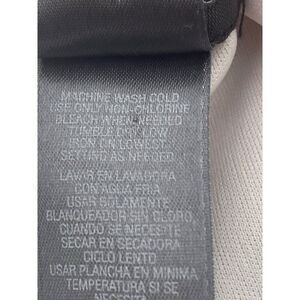 MACHINE WASH COLD
USE ONLY NON-CHLORINE
BLEACH WHEN NEEDED
TUMBLE DRY LOW
IRON ON LOWEST
SETTING AS NEEDED.
LAVAR EN LAVADORA
CON AGUA FRIA
USAR SOLAMENTE
BLANQUEADOR SIN CLORO,
CUANDO SE NECESITE
SECAR EN SECADORA
CICLO LENTO
USAR PLANCHA EN MINIMA
TEMPERATURA SI SE
NECESITA